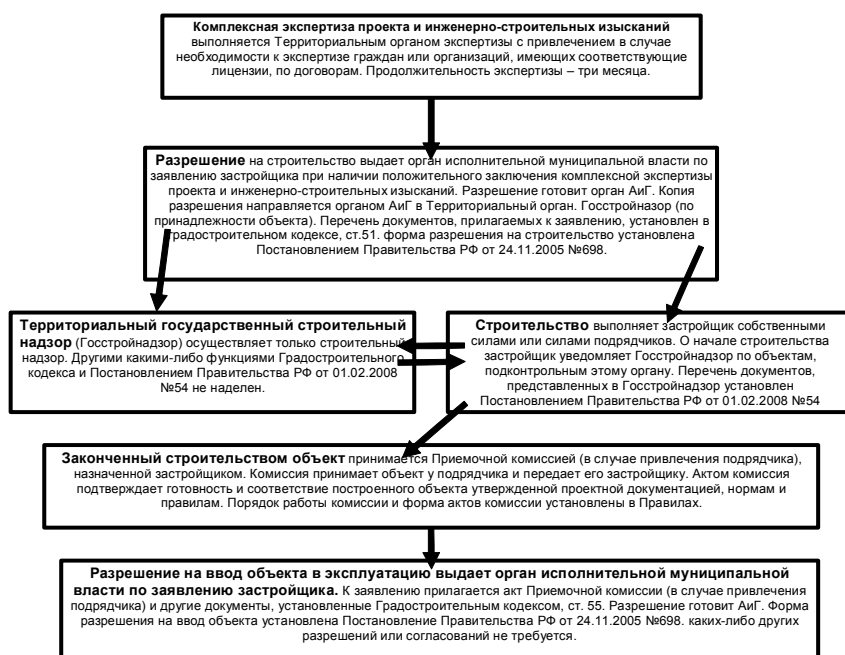 Комплексная экспертиза проекта и инженерно-строительных изысканий
выполняется Территориальным органом экспертизы с привлечением в случае
необходимости к экспертизе граждан или организаций, имеющих соответствующие
лицензии, по договорам. Продолжительность экспертизы – три месяца.
Разрешение на строительство выдает орган исполнительной муниципальной власти по
заявлению застройщика при наличии положительного заключения комплексной экспертизы
проекта и инженерно-строительных изысканий. Разрешение готовит орган АиГ. Копия
разрешения направляется органом АиГ в Территориальный орган. Госстройназор (по
принадлежности объекта). Перечень документов, прилагаемых к заявлению, установлен в
градостроительном кодексе, ст.51. форма разрешения на строительство установлена
Постановлением Правительства РФ от 24.11.2005 №698.
Территориальный государственный строительный
надзор (Госстройнадзор) осуществляет только строительный
надзор. Другими какими-либо функциями Градостроительного
кодекса и Постановлением Правительства РФ от 01.02.2008
№54 не наделен.
Строительство выполняет застройщик собственными
силами или силами подрядчиков. О начале строительства
застройщик уведомляет Госстройнадзор по объектам,
подконтрольным этому органу. Перечень документов,
представленных в Госстройнадзор установлен
Постановлением Правительства РФ от 01.02.2008 №54
Законченный строительством объект принимается Приемочной комиссией (в случае привлечения подрядчика),
назначенной застройщиком. Комиссия принимает объект у подрядчика и передает его застройщику. Актом комиссия
подтверждает готовность и соответствие построенного объекта утвержденной проектной документацией, нормам и
правилам. Порядок работы комиссии и форма актов комиссии установлены в Правилах.
Разрешение на ввод объекта в эксплуатацию выдает орган исполнительной муниципальной
власти по заявлению застройщика. К заявлению прилагается акт Приемочной комиссии (в случае привлечения
подрядчика) и другие документы, установленные Градостроительным кодексом, ст. 55. Разрешение готовит АиГ. Форма
разрешения на ввод объекта установлена Постановление Правительства РФ от 24.11.2005 №698. каких-либо других
разрешений или согласований не требуется.